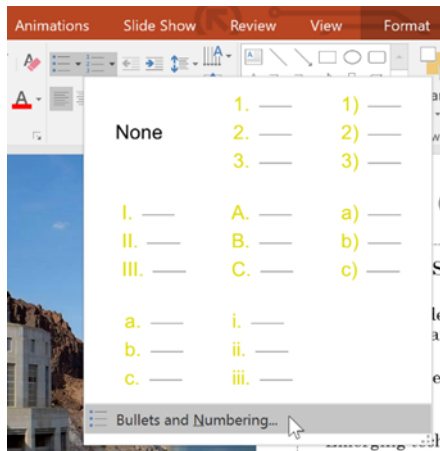 Animations Slide Show Review View Format
A
A
A
None
1.
2.
3.
1)
2)
3)
I.
II.
III.
A.
B.
C.
a)
b)
c)
a.
b.
c.
i.
ii.
iii.
Bullets and Numbering...